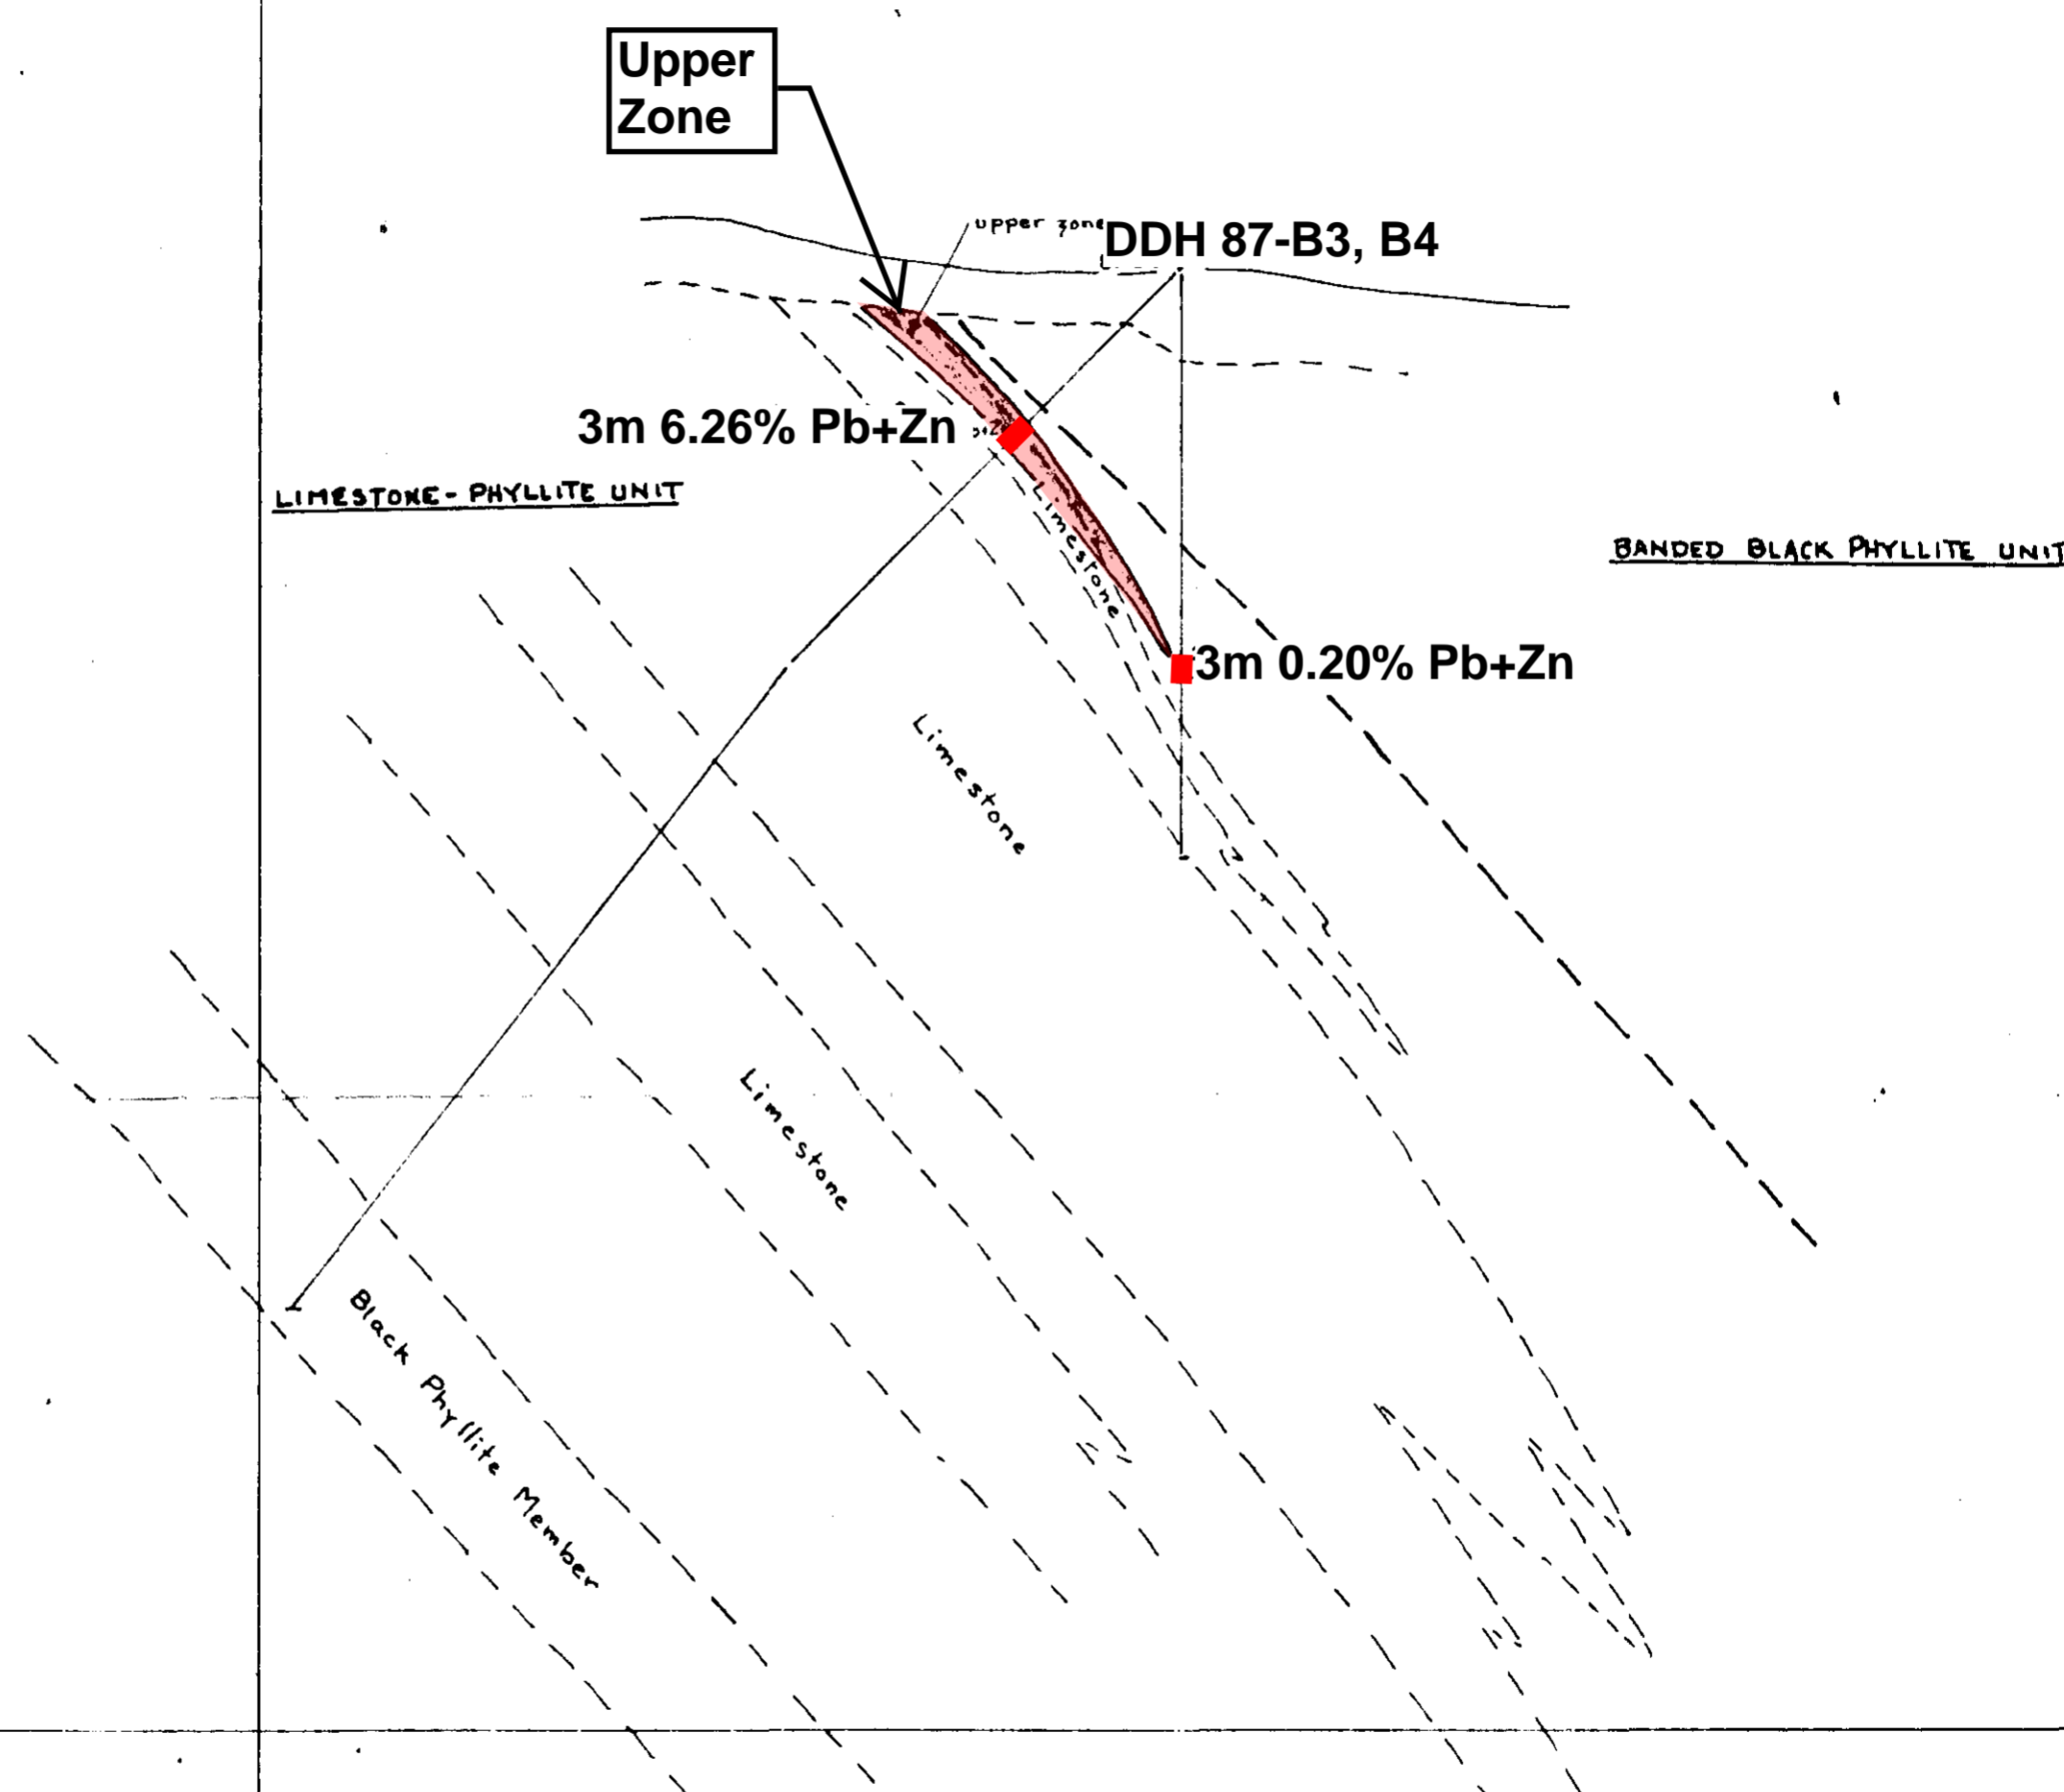 Upper
Zone
upper zone
DDH 87-B3, B4
3m 6.26% Pb+Zn
LIMESTONE - PHYLLITE UNIT
Limestone
BANDED BLACK PHYLLITE UNIT
3m 0.20% Pb+Zn
Limestone
Limestone
Black Phyllite Member